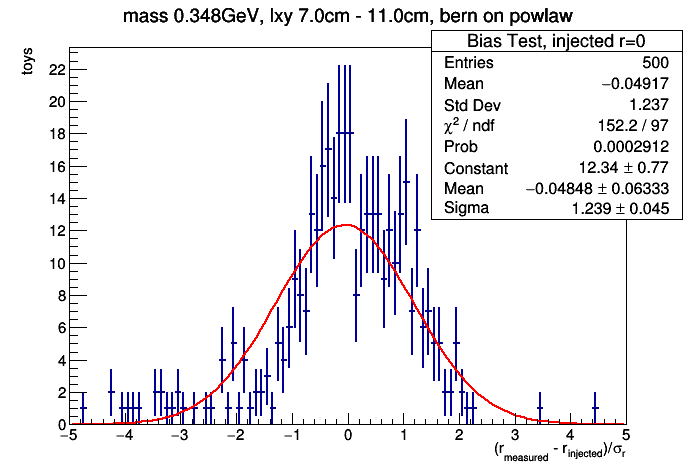 mass 0.348GeV, lxy 7.0cm - 11.0cm, bern on powlaw
Bias Test, injected r=0
Entries 500
Mean −0.04917
Std Dev 1.237
χ² / ndf 152.2 / 97
Prob 0.0002912
Constant 12.34 ± 0.77
Mean −0.04848 ± 0.06333
Sigma 1.239 ± 0.045
toys
22
20
18
16
14
12
10
8
6
4
2
0
−5 −4 −3 −2 −1 0 1 2 3 4 5
(r_measured - r_injected)/σ_r